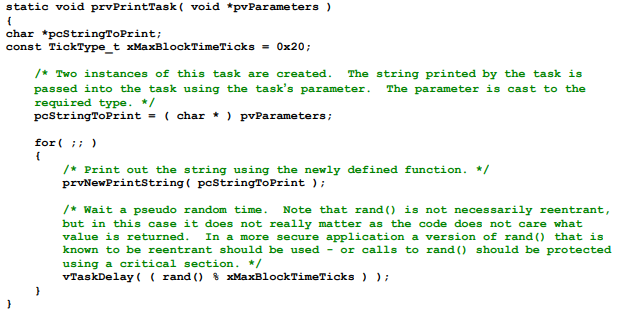 static void prvPrintTask( void *pvParameters )
{
char *pcStringToPrint;
const TickType_t xMaxBlockTimeTicks = 0x20;
/* Two instances of this task are created. The string printed by the task is
passed into the task using the task's parameter. The parameter is cast to the
required type. */
pcStringToPrint = ( char * ) pvParameters;
for( ;; )
{
/* Print out the string using the newly defined function. */
prvNewPrintString( pcStringToPrint );
/* Wait a pseudo random time. Note that rand() is not necessarily reentrant,
but in this case it does not really matter as the code does not care what
value is returned. In a more secure application a version of rand() that is
known to be reentrant should be used - or calls to rand() should be protected
using a critical section. */
vTaskDelay( ( rand() % xMaxBlockTimeTicks ) );
}
}